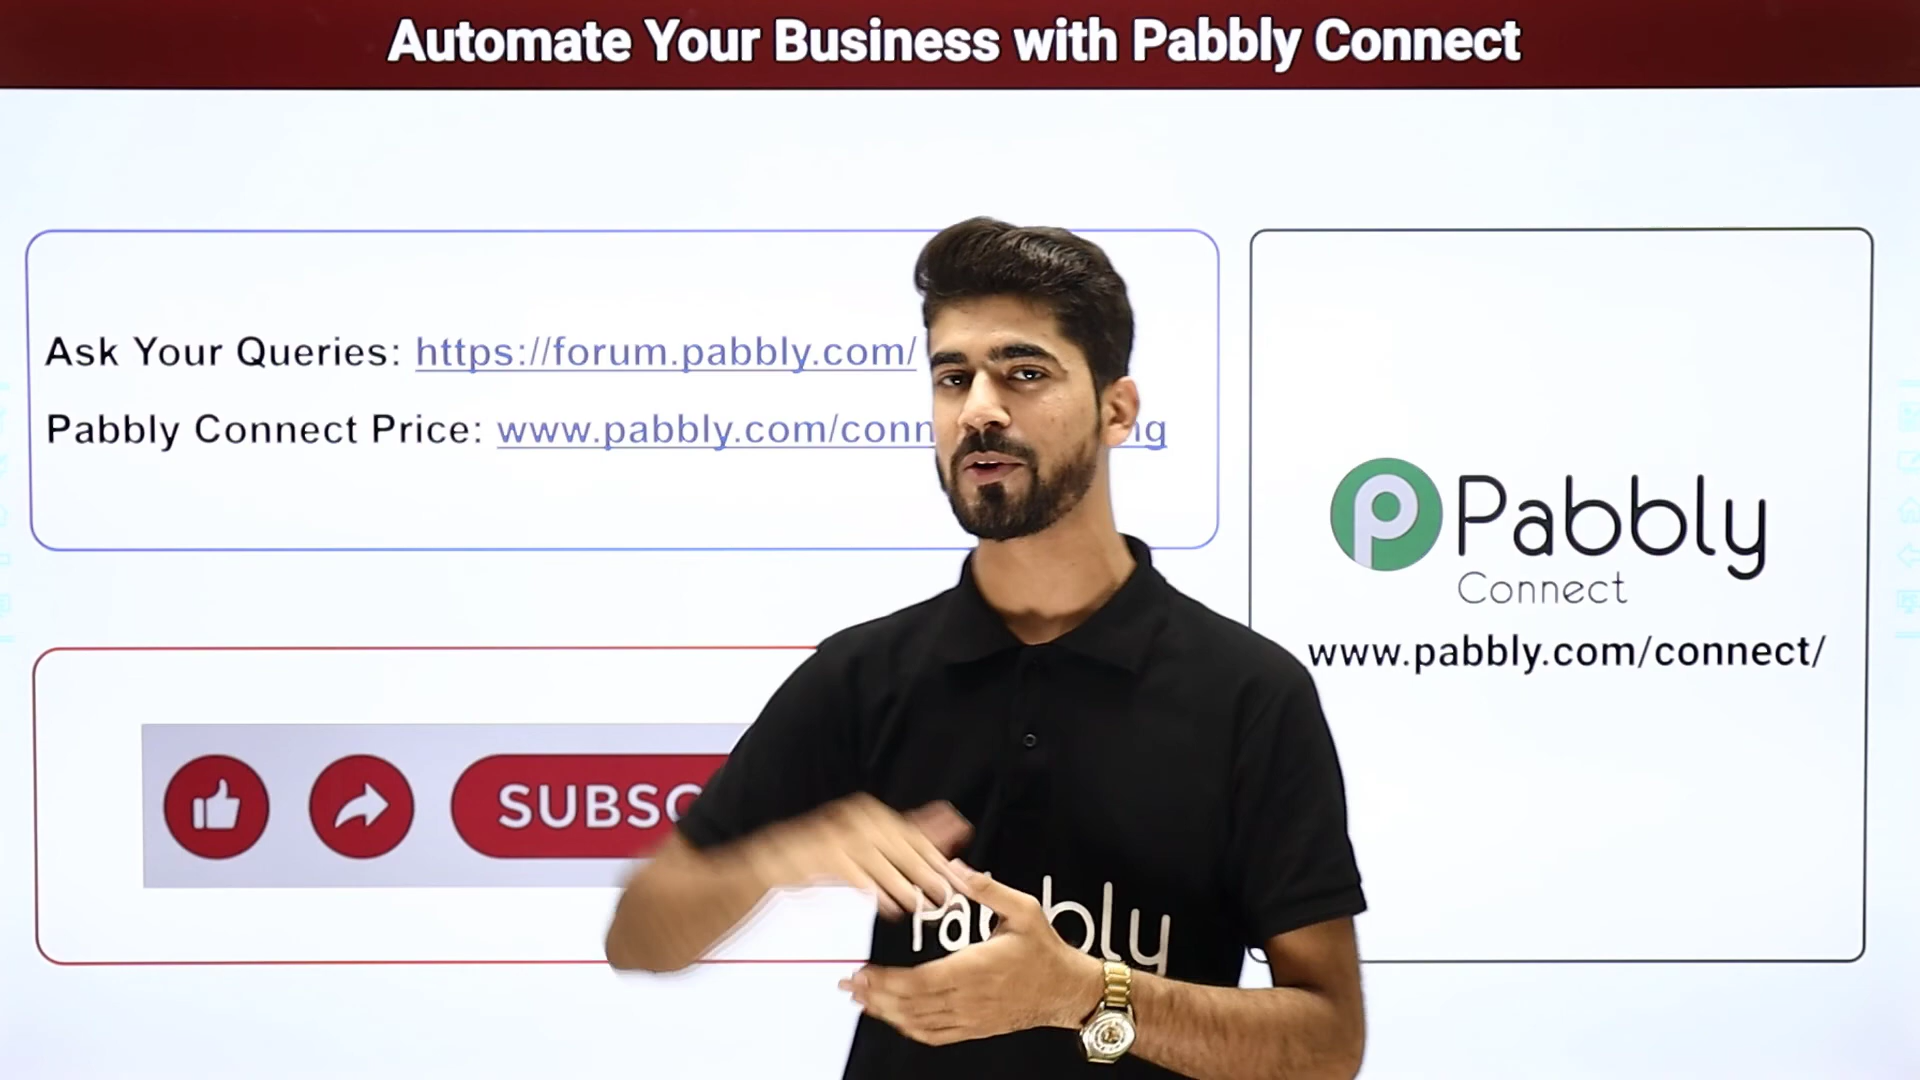 Automate Your Business with Pabbly Connect
Ask Your Queries: https://forum.pabbly.com/
Pabbly Connect Price: www.pabbly.com/conn
Pabbly
Connect
www.pabbly.com/connect/
SUBSC
Pabbly